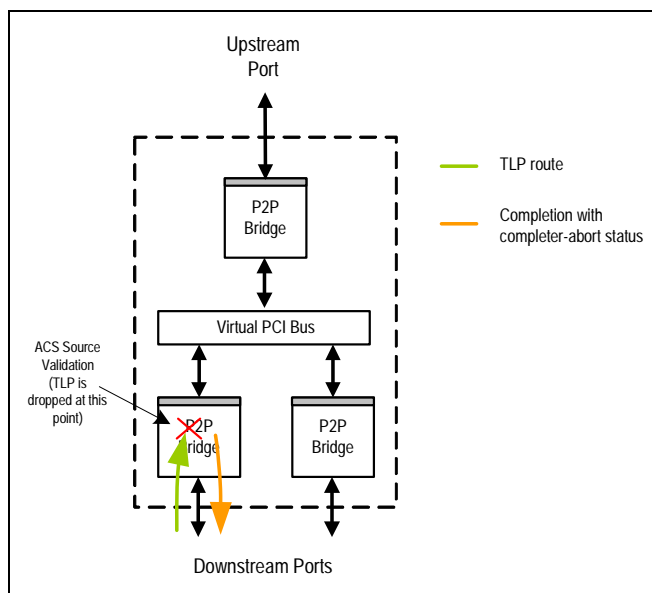 Upstream
Port
TLP route
P2P
Bridge
Completion with
completer-abort status
Virtual PCI Bus
ACS Source
Validation
(TLP is
dropped at this
point)
P2P
Bridge
P2P
Bridge
Downstream Ports